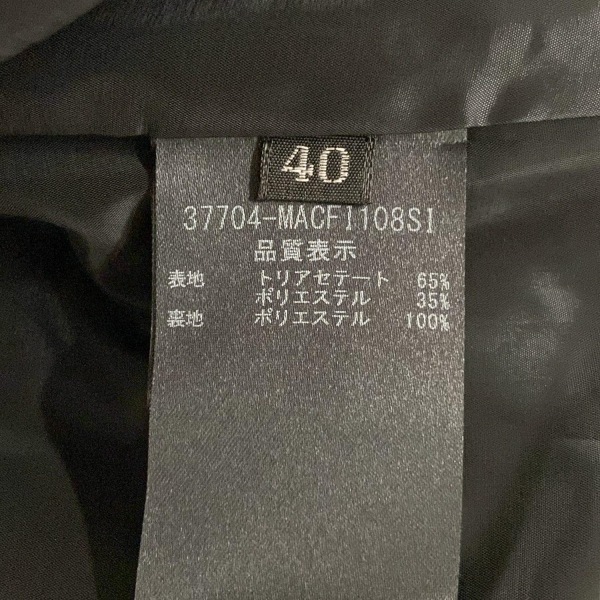 40
37704-MACFI108SI
品質表示
表地 トリアセテート 65%
ポリエステル 35%
裏地 ポリエステル 100%